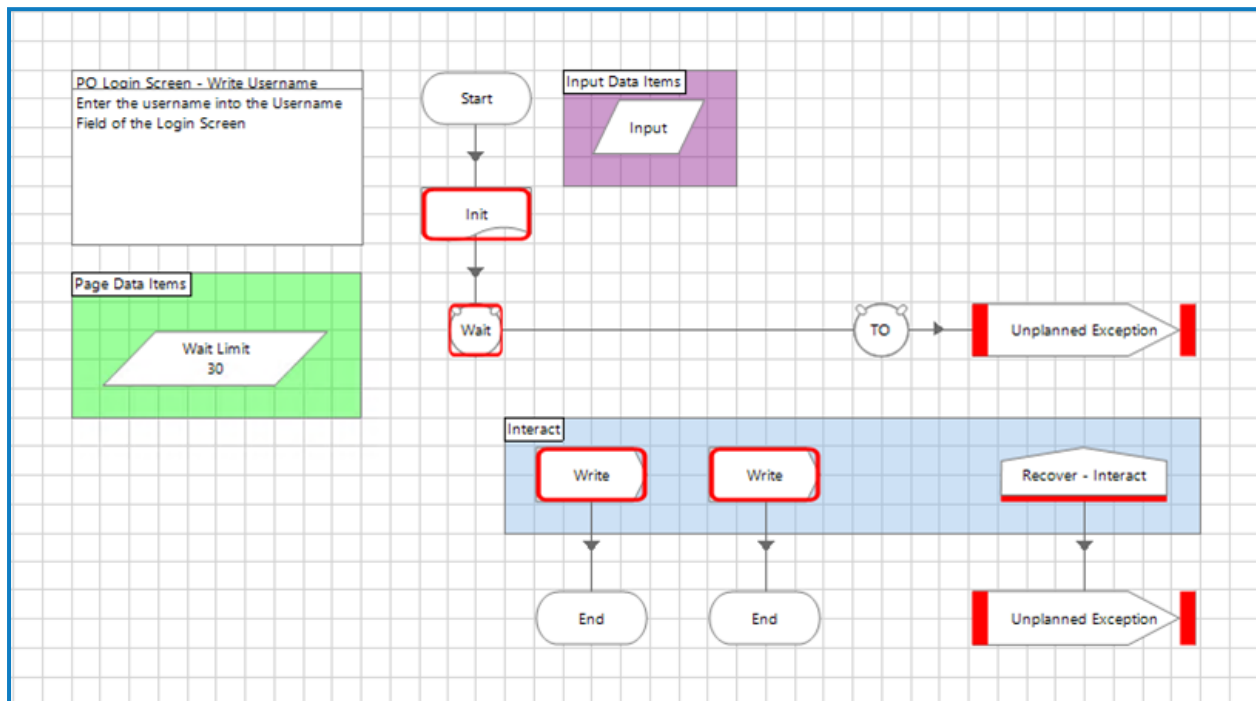 PO Login Screen - Write Username
Enter the username into the Username
Field of the Login Screen
Start
Input Data Items
Input
Init
Page Data Items
Wait Limit
30
Wait
TO
Unplanned Exception
Interact
Write
Write
Recover - Interact
End
End
Unplanned Exception